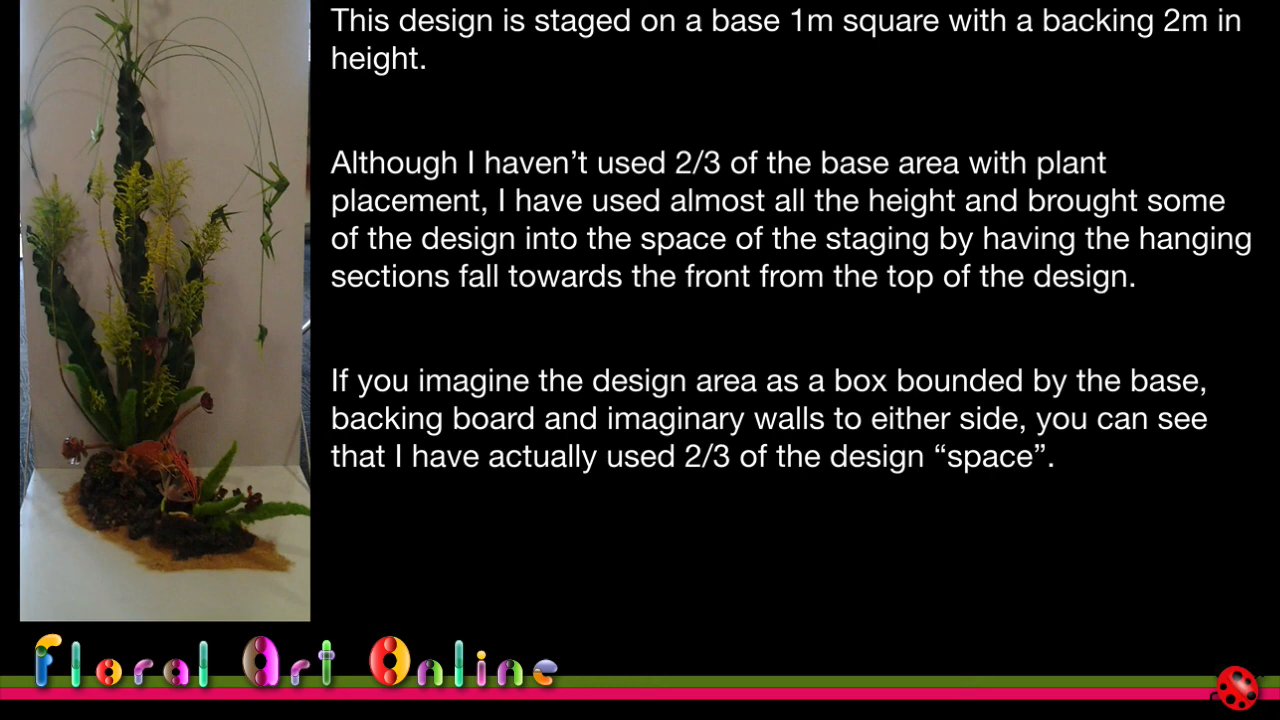 This design is staged on a base 1m square with a backing 2m in
height.
Although I haven’t used 2/3 of the base area with plant
placement, I have used almost all the height and brought some
of the design into the space of the staging by having the hanging
sections fall towards the front from the top of the design.
If you imagine the design area as a box bounded by the base,
backing board and imaginary walls to either side, you can see
that I have actually used 2/3 of the design “space”.
Floral Art Online